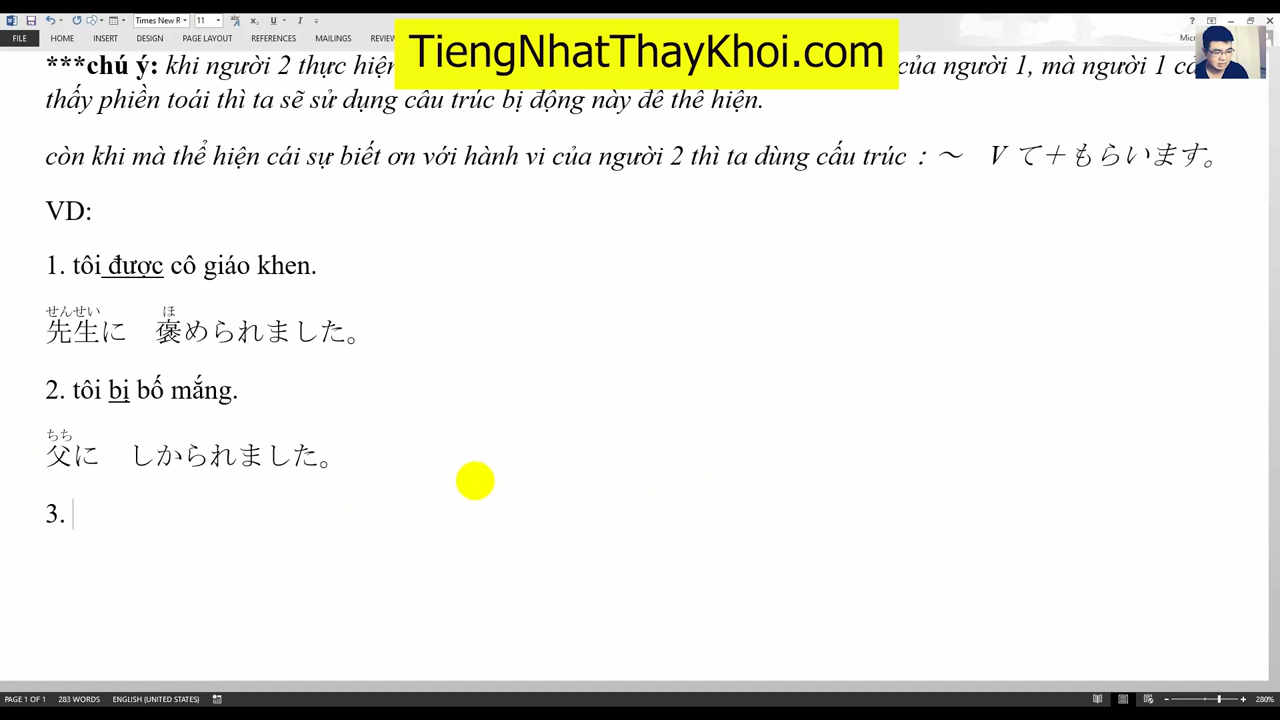 Times New R 11
FILE HOME INSERT DESIGN PAGE LAYOUT REFERENCES MAILINGS
TiengNhatThayKhoi.com
***chú ý: khi người 2 thực hiện của người 1, mà người 1
thấy phiền toái thì ta sẽ sử dụng câu trúc bị động này đê thê hiện.
còn khi mà thể hiện cái sự biết ơn với hành vi của người 2 thì ta dùng cấu trúc : ~ V て+もらいます。
VD:
1. tôi được cô giáo khen.
せんせい ほ
先生に 褒められました。
2. tôi bị bố mắng.
ちち
父に しかられました。
3.
PAGE 1 OF 1 283 WORDS ENGLISH (UNITED STATES) 280%